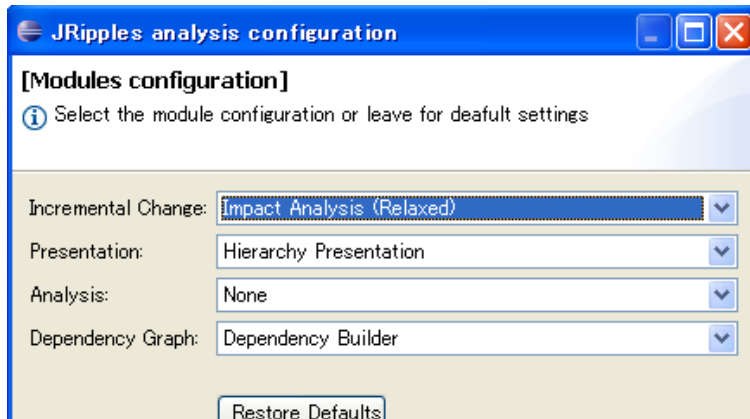 JRipples analysis configuration
[Modules configuration]
Select the module configuration or leave for deafult settings
Incremental Change: Impact Analysis (Relaxed)
Presentation: Hierarchy Presentation
Analysis: None
Dependency Graph: Dependency Builder
Restore Defaults